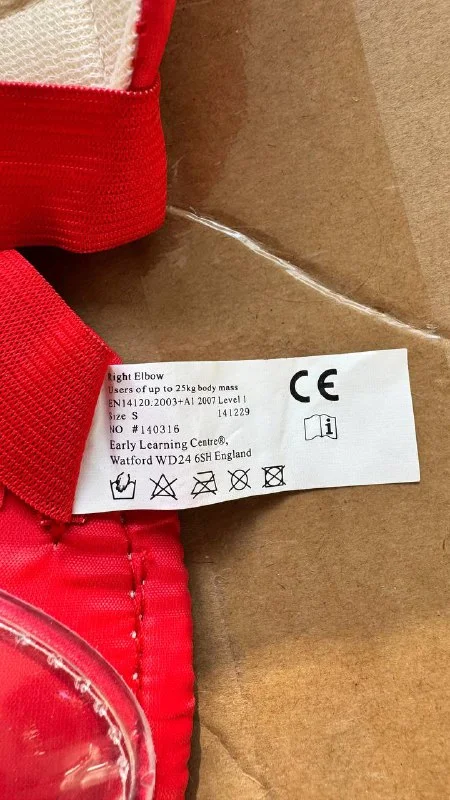 Right Elbow
Users of up to 25kg body mass
EN14120:2003+A1 2007 Level 1
Size S 141229
NO #140316
Early Learning Centre®,
Watford WD24 6SH England
CE
i